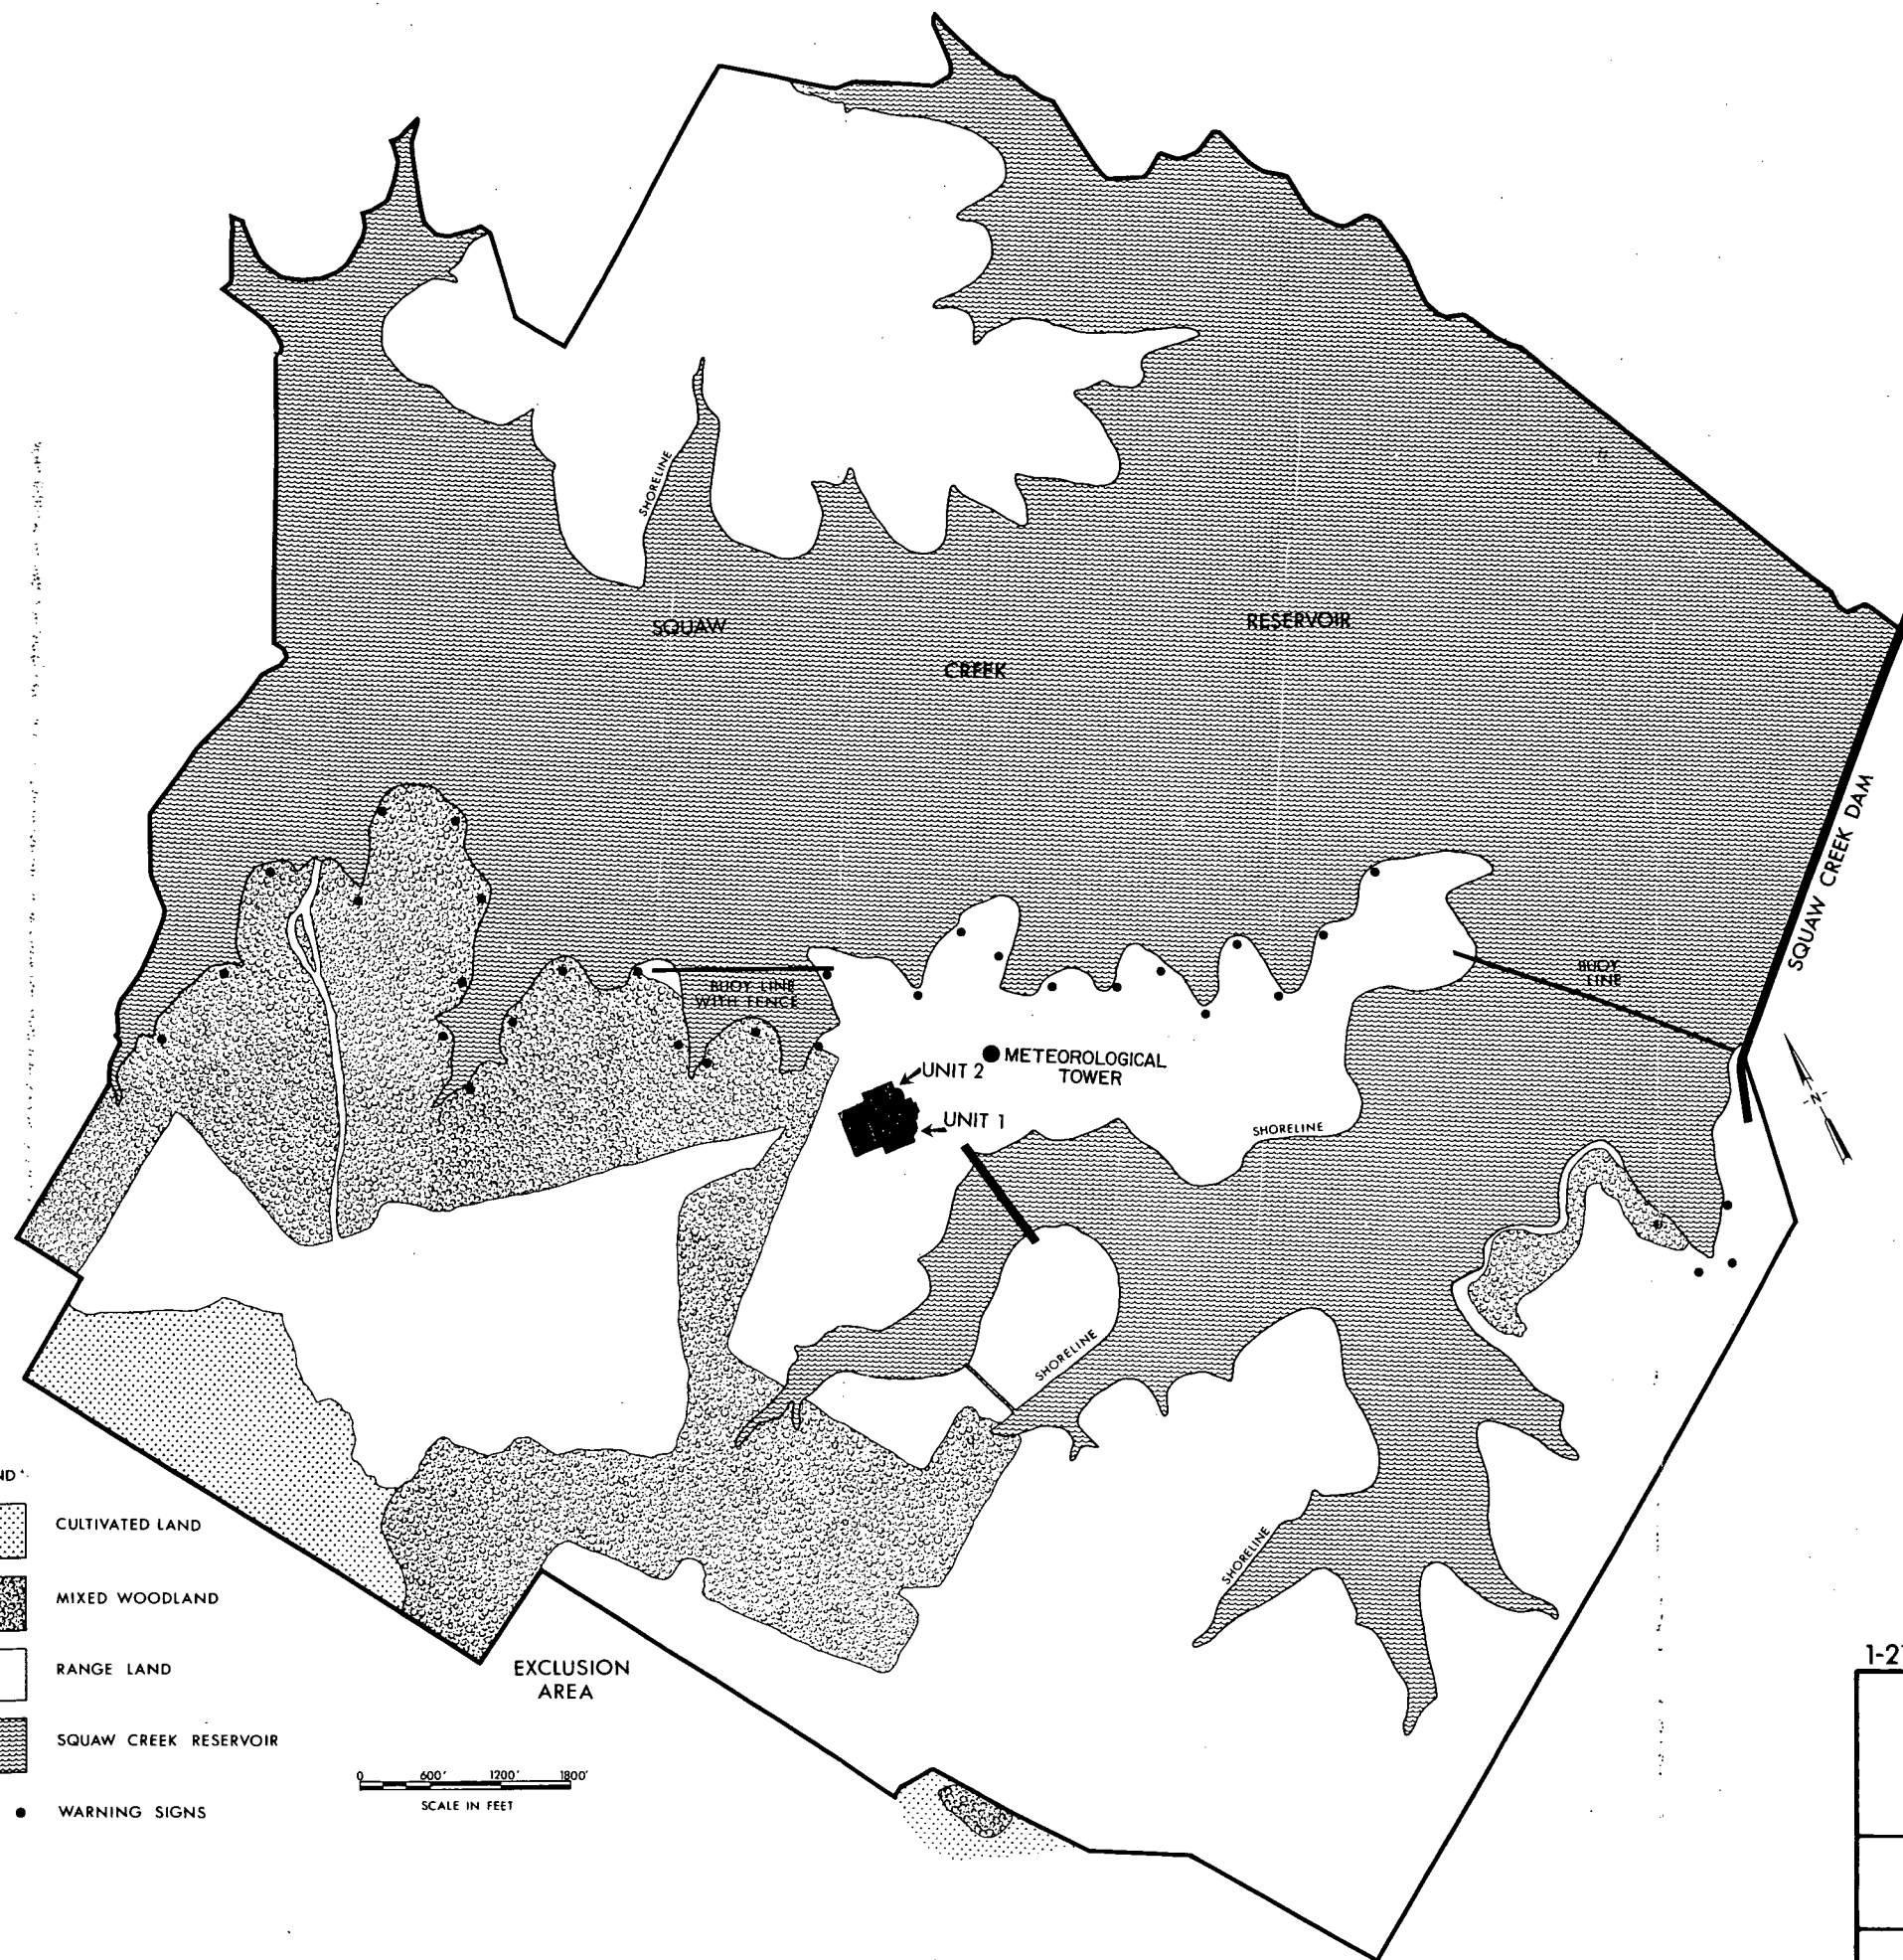 SHORELINE
SQUAW
RESERVOIR
CREEK
SQUAW CREEK DAM
BUOY LINE
WITH FENCE
BUOY
LINE
METEOROLOGICAL
TOWER
UNIT 2
UNIT 1
SHORELINE
-N-
SHORELINE
SHORELINE
CULTIVATED LAND
MIXED WOODLAND
RANGE LAND
SQUAW CREEK RESERVOIR
WARNING SIGNS
EXCLUSION
AREA
0 600' 1200' 1800'
SCALE IN FEET